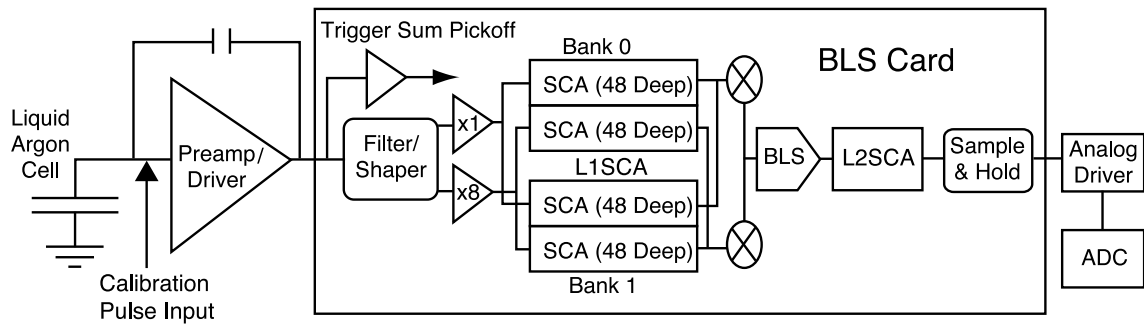 Trigger Sum Pickoff
Bank 0
BLS Card
SCA (48 Deep)
SCA (48 Deep)
Liquid
Argon
Cell
Preamp/
Driver
Filter/
Shaper
x1
x8
L1SCA
SCA (48 Deep)
SCA (48 Deep)
Bank 1
BLS
L2SCA
Sample
& Hold
Analog
Driver
ADC
Calibration
Pulse Input